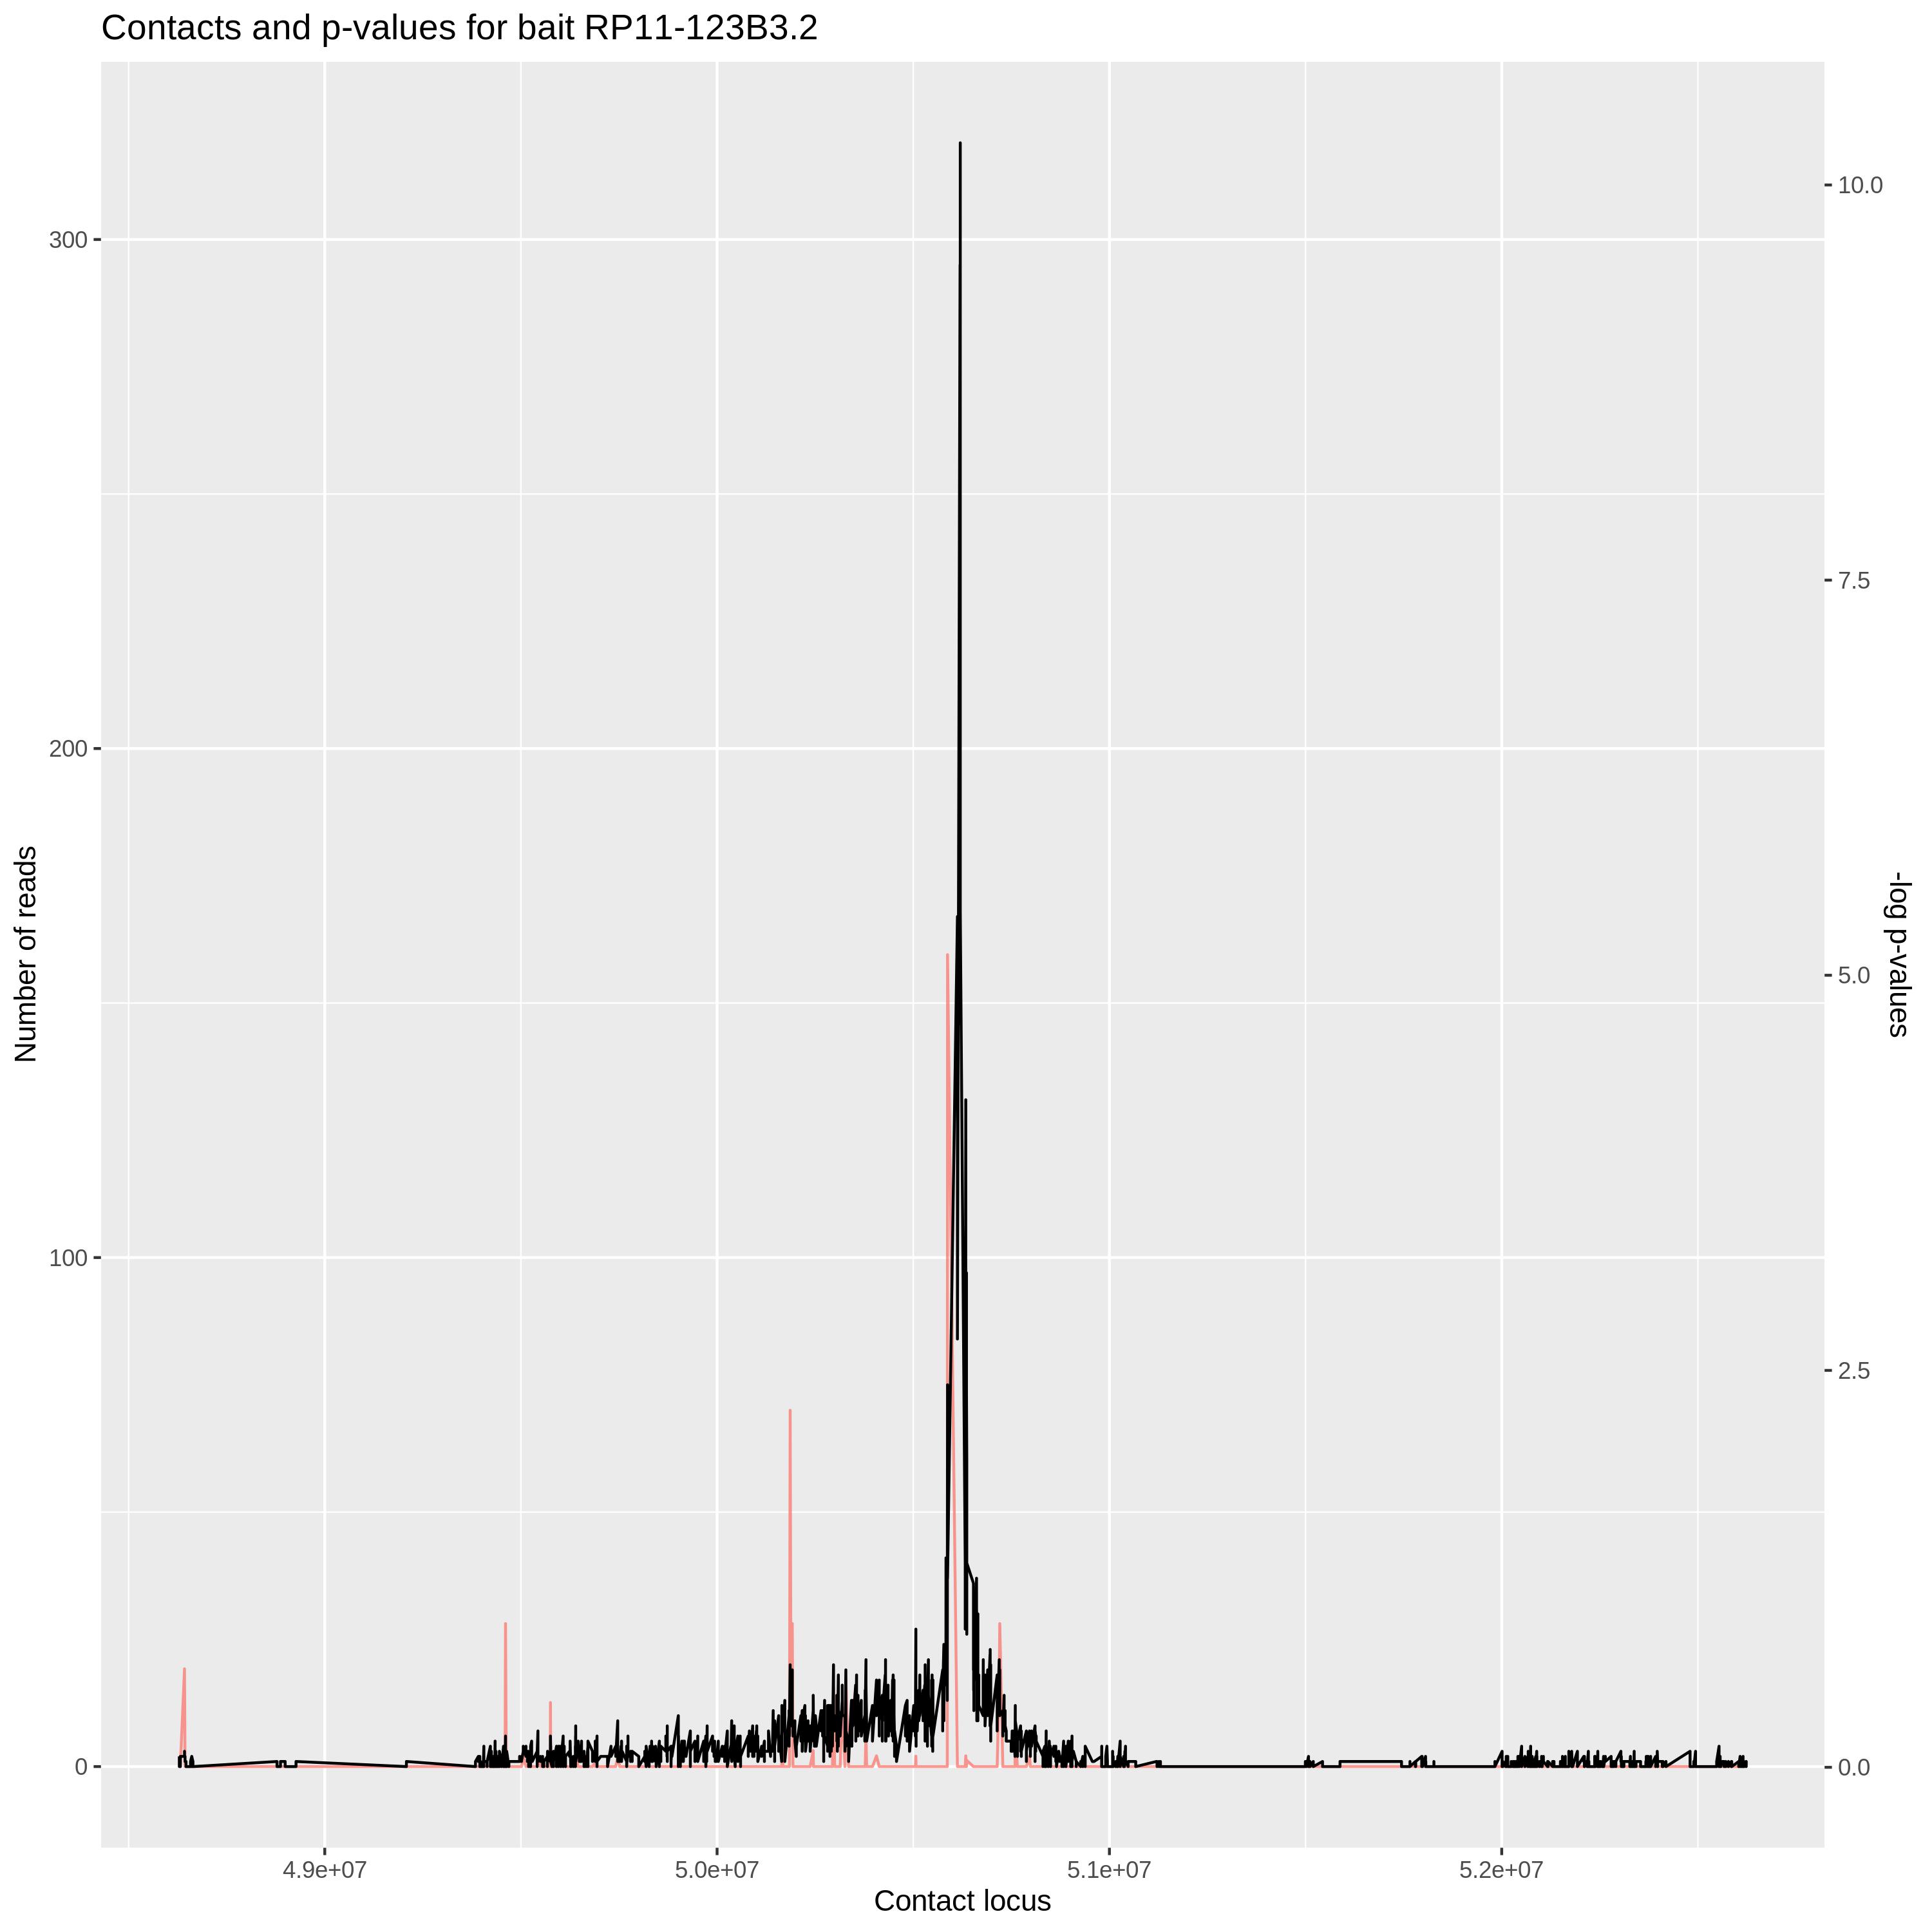 Contacts and p-values for bait RP11-123B3.2
300
200
100
0
Number of reads
10.0
7.5
5.0
2.5
0.0
-log p-values
4.9e+07
5.0e+07
5.1e+07
5.2e+07
Contact locus